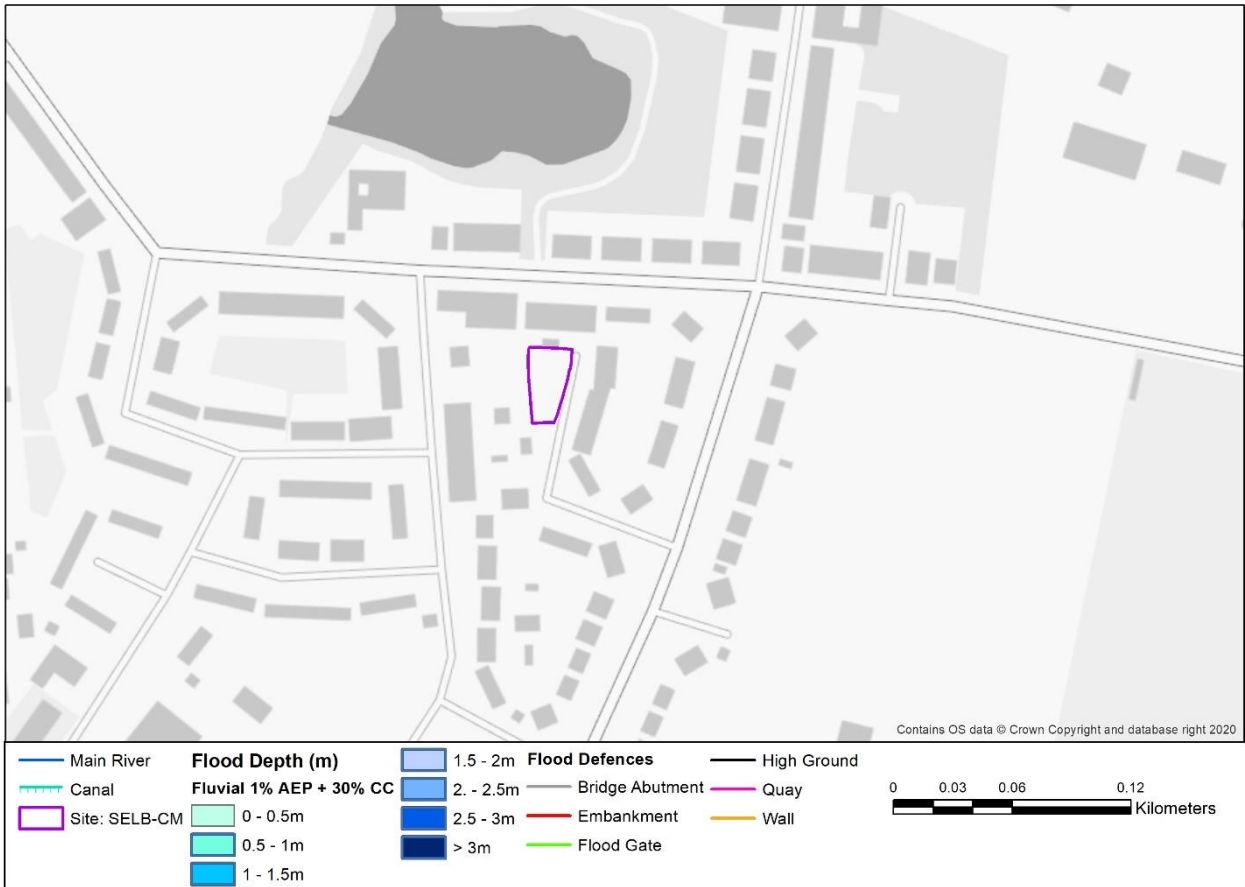 Contains OS data © Crown Copyright and database right 2020
Main River
Canal
Site: SELB-CM
Flood Depth (m)
Fluvial 1% AEP + 30% CC
0 - 0.5m
0.5 - 1m
1 - 1.5m
1.5 - 2m
2. - 2.5m
2.5 - 3m
> 3m
Flood Defences
Bridge Abutment
Embankment
Flood Gate
High Ground
Quay
Wall
0 0.03 0.06 0.12
Kilometers